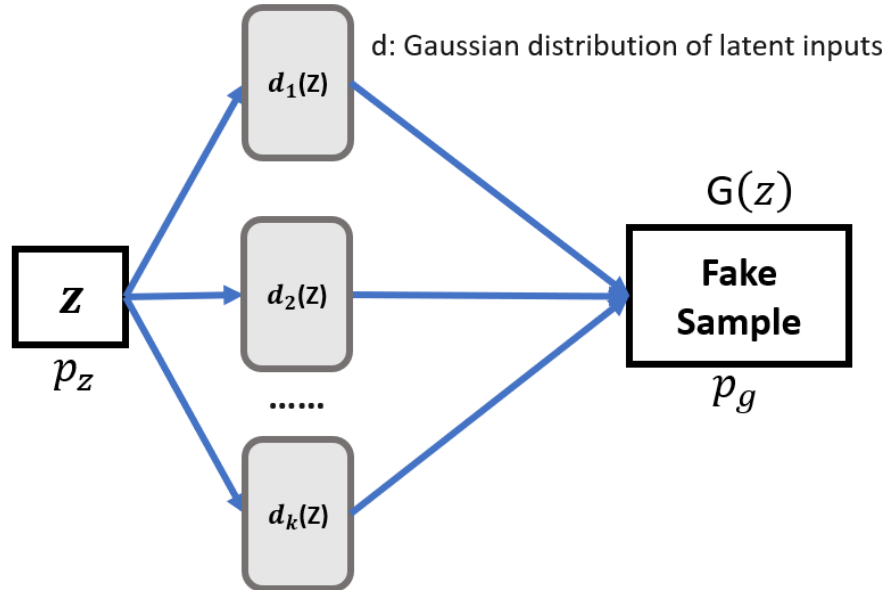 d: Gaussian distribution of latent inputs
d₁(Z)
G(z)
z
d₂(Z)
Fake
Sample
p_z
p_g
......
d_k(Z)